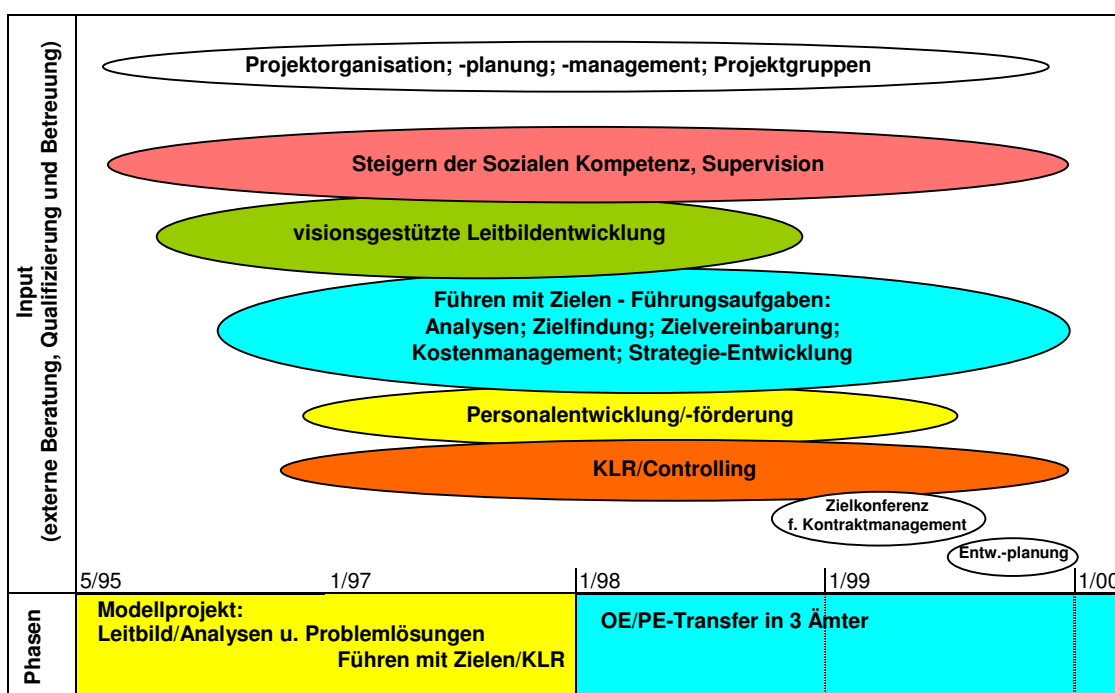 Input
(externe Beratung, Qualifizierung und Betreuung)
Projektorganisation; -planung; -management; Projektgruppen
Steigern der Sozialen Kompetenz, Supervision
visionsgestützte Leitbildentwicklung
Führen mit Zielen - Führungsaufgaben:
Analysen; Zielfindung; Zielvereinbarung;
Kostenmanagement; Strategie-Entwicklung
Personalentwicklung/-förderung
KLR/Controlling
Zielkonferenz
f. Kontraktmanagement
Entw.-planung
5/95 1/97 1/98 1/99 1/00
Phasen
Modellprojekt:
Leitbild/Analysen u. Problemlösungen
Führen mit Zielen/KLR
OE/PE-Transfer in 3 Ämter